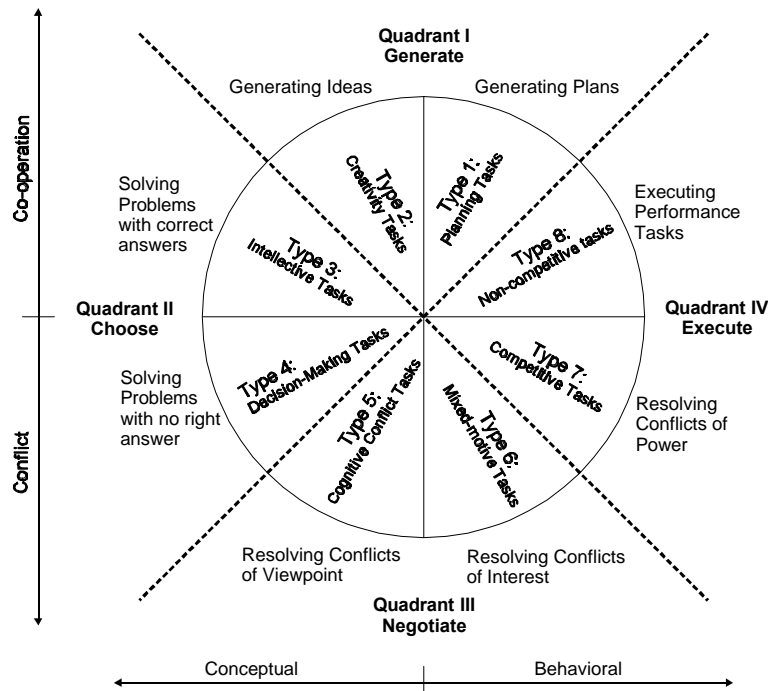 Quadrant I
Generate
Generating Ideas
Generating Plans
Co-operation
Solving
Problems
with correct
answers
Type 2:
Creativity Tasks
Type 1:
Planning Tasks
Executing
Performance
Tasks
Type 3:
Intellective Tasks
Type 8:
Non-competitive tasks
Quadrant II
Choose
Quadrant IV
Execute
Type 4:
Decision-Making Tasks
Type 5:
Cognitive Conflict Tasks
Type 6:
Mixed-motive Tasks
Type 7:
Competitive Tasks
Solving
Problems
with no right
answer
Resolving
Conflicts of
Power
Conflict
Resolving Conflicts
of Viewpoint
Resolving Conflicts
of Interest
Quadrant III
Negotiate
Conceptual
Behavioral